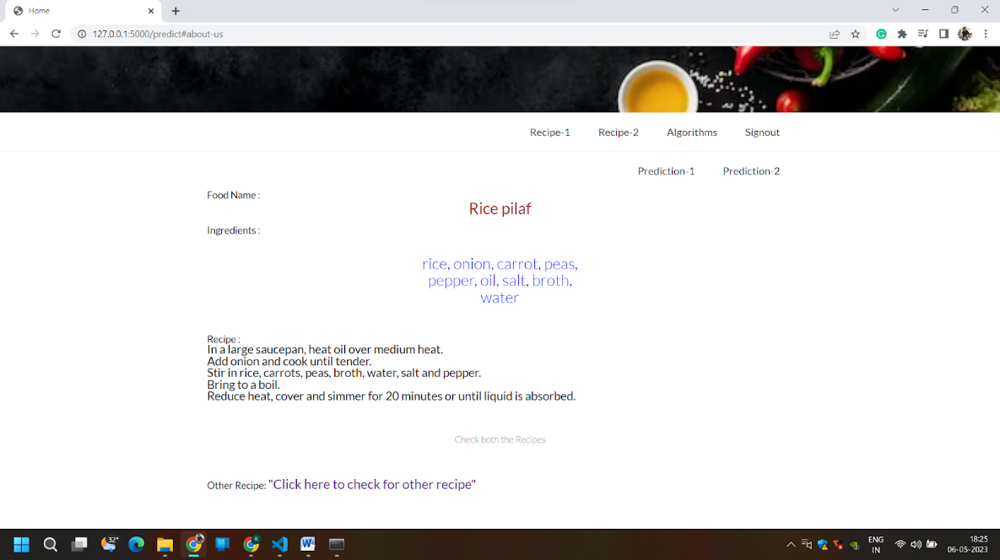 Home
127.0.0.1:5000/predict#about-us
Recipe-1 Recipe-2 Algorithms Signout
Prediction-1 Prediction-2
Food Name :
Rice pilaf
Ingredients :
rice, onion, carrot, peas,
pepper, oil, salt, broth,
water
Recipe :
In a large saucepan, heat oil over medium heat.
Add onion and cook until tender.
Stir in rice, carrots, peas, broth, water, salt and pepper.
Bring to a boil.
Reduce heat, cover and simmer for 20 minutes or until liquid is absorbed.
Check both the Recipes
Other Recipe: "Click here to check for other recipe"
32°
K
W
ENG
IN
18:25
06-05-2023